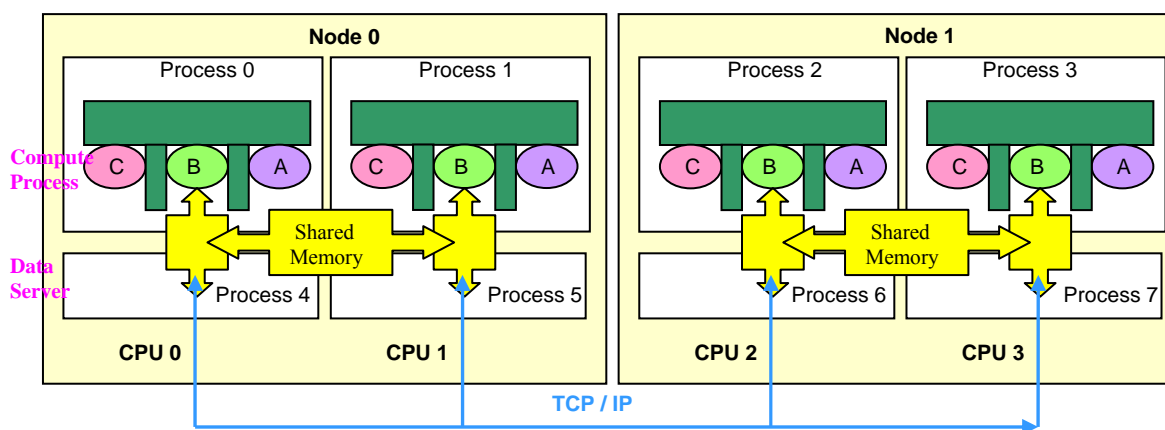 Node 0
Node 1
Process 0
Process 1
Process 2
Process 3
Compute
Process
C
B
A
C
B
A
C
B
A
C
B
A
Shared
Memory
Shared
Memory
Data
Server
Process 4
Process 5
Process 6
Process 7
CPU 0
CPU 1
CPU 2
CPU 3
TCP / IP